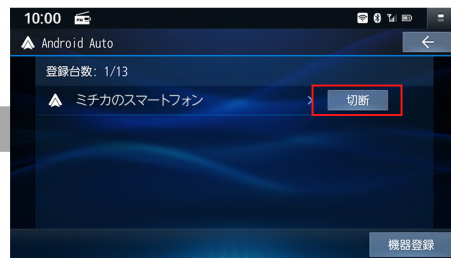 10:00
Android Auto
登録台数: 1/13
ミチカのスマートフォン
切断
機器登録